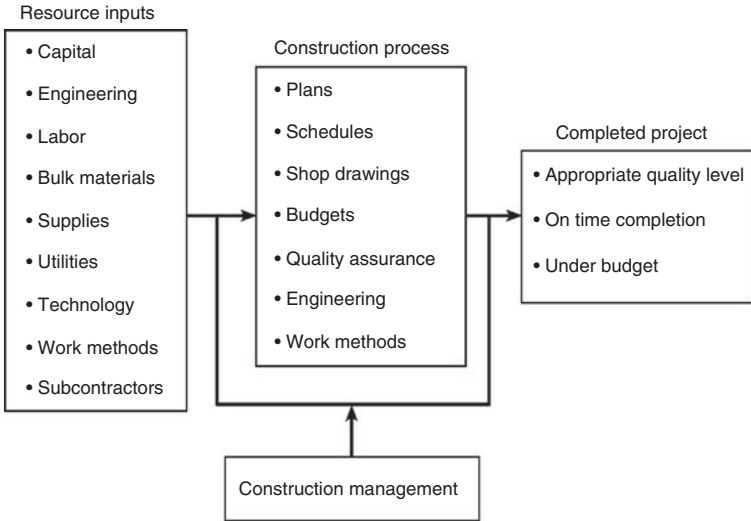 Resource inputs
• Capital
• Engineering
• Labor
• Bulk materials
• Supplies
• Utilities
• Technology
• Work methods
• Subcontractors
Construction process
• Plans
• Schedules
• Shop drawings
• Budgets
• Quality assurance
• Engineering
• Work methods
Completed project
• Appropriate quality level
• On time completion
• Under budget
Construction management